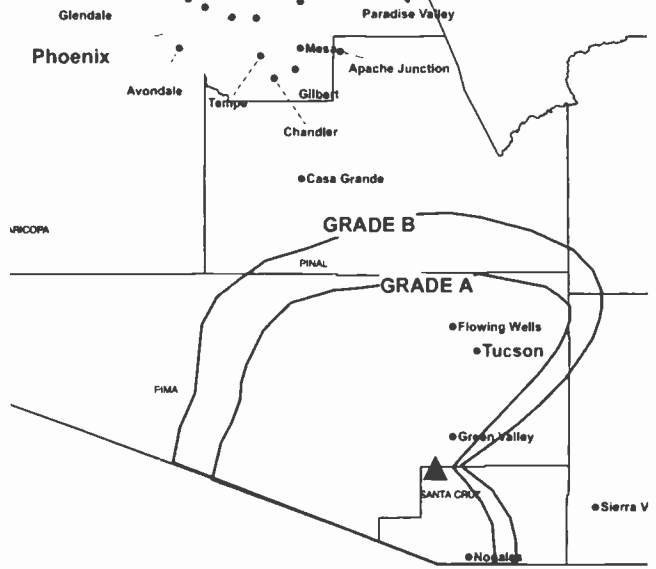 Glendale
Paradise Valley
Phoenix
Mesa
Apache Junction
Avondale
Tempe
Gilbert
Chandler
Casa Grande
ARICOPA
GRADE B
PINAL
GRADE A
Flowing Wells
Tucson
PIMA
Green Valley
SANTA CRUZ
Sierra V
Nogales